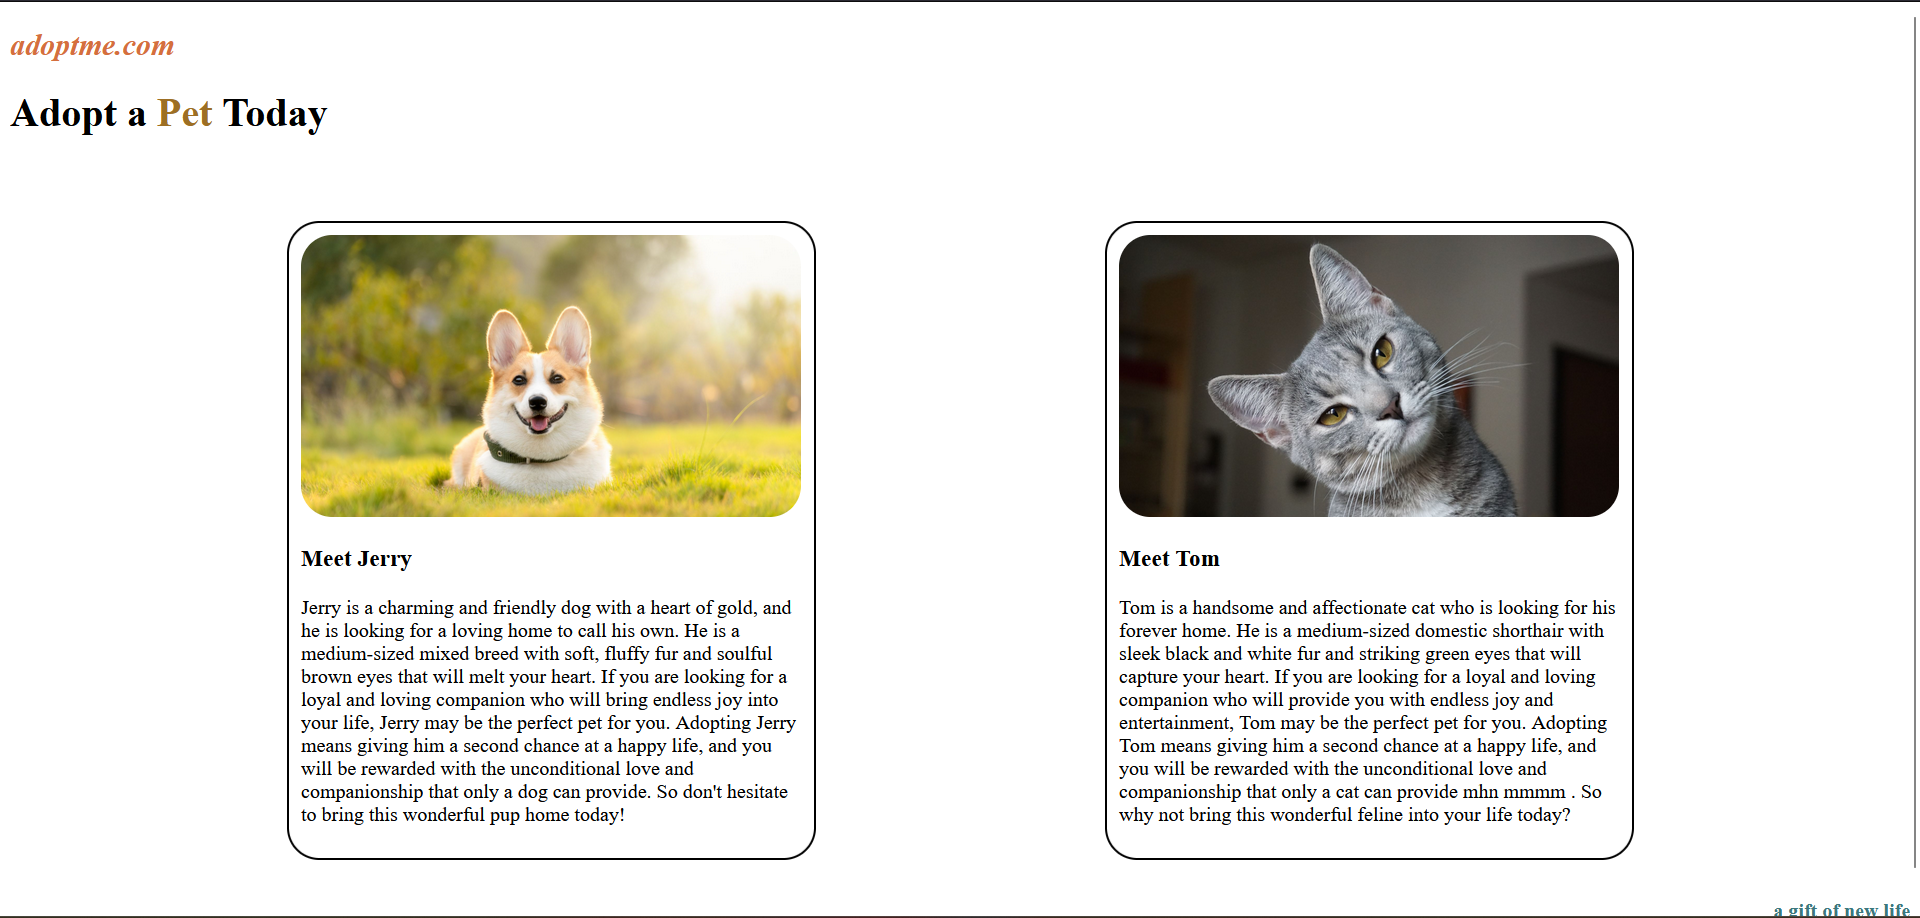 adoptme.com
Adopt a Pet Today
Meet Jerry
Jerry is a charming and friendly dog with a heart of gold, and
he is looking for a loving home to call his own. He is a
medium-sized mixed breed with soft, fluffy fur and soulful
brown eyes that will melt your heart. If you are looking for a
loyal and loving companion who will bring endless joy into
your life, Jerry may be the perfect pet for you. Adopting Jerry
means giving him a second chance at a happy life, and you
will be rewarded with the unconditional love and
companionship that only a dog can provide. So don't hesitate
to bring this wonderful pup home today!
Meet Tom
Tom is a handsome and affectionate cat who is looking for his
forever home. He is a medium-sized domestic shorthair with
sleek black and white fur and striking green eyes that will
capture your heart. If you are looking for a loyal and loving
companion who will provide you with endless joy and
entertainment, Tom may be the perfect pet for you. Adopting
Tom means giving him a second chance at a happy life, and
you will be rewarded with the unconditional love and
companionship that only a cat can provide mhn mmmm . So
why not bring this wonderful feline into your life today?
a gift of new life